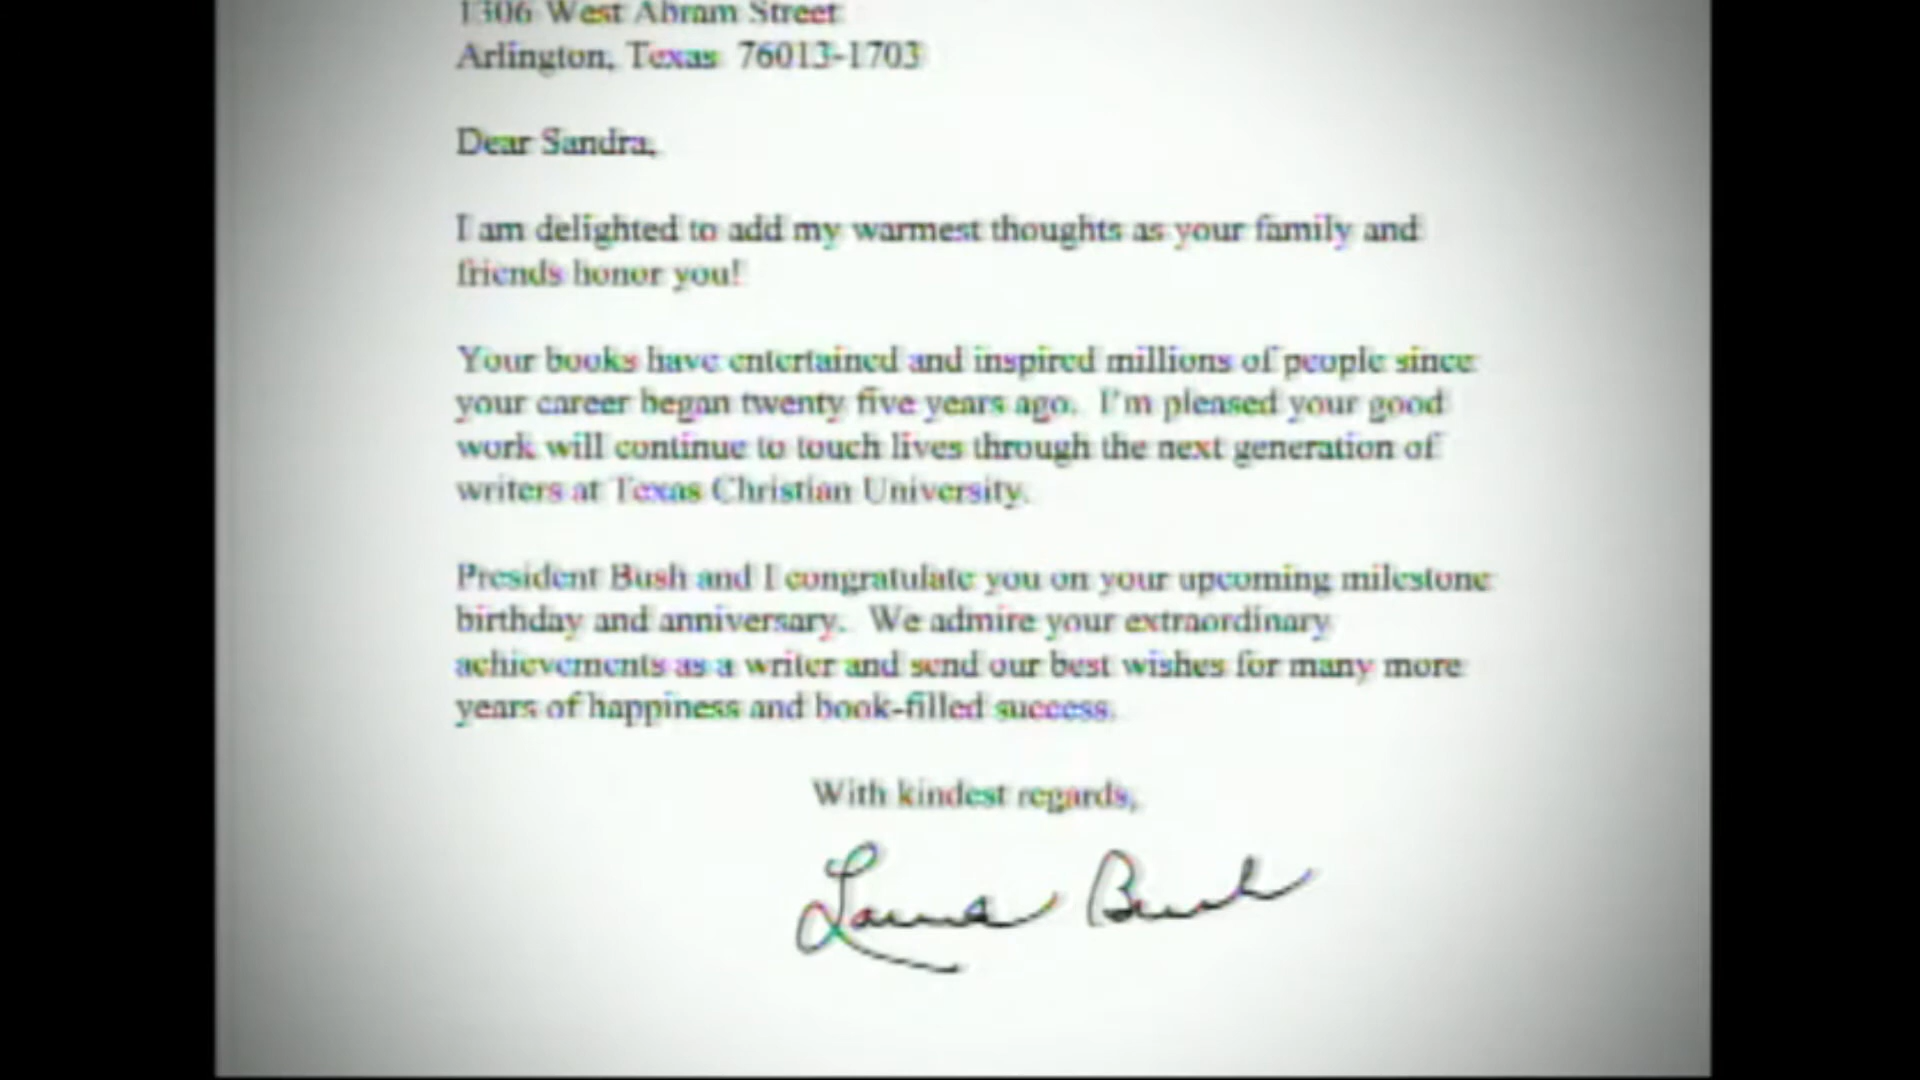 1306 West Abram Street
Arlington, Texas 76013-1703
Dear Sandra,
I am delighted to add my warmest thoughts as your family and
friends honor you!
Your books have entertained and inspired millions of people since
your career began twenty five years ago. I'm pleased your good
work will continue to touch lives through the next generation of
writers at Texas Christian University.
President Bush and I congratulate you on your upcoming milestone
birthday and anniversary. We admire your extraordinary
achievements as a writer and send our best wishes for many more
years of happiness and book-filled success.
With kindest regards,
Laura Bush